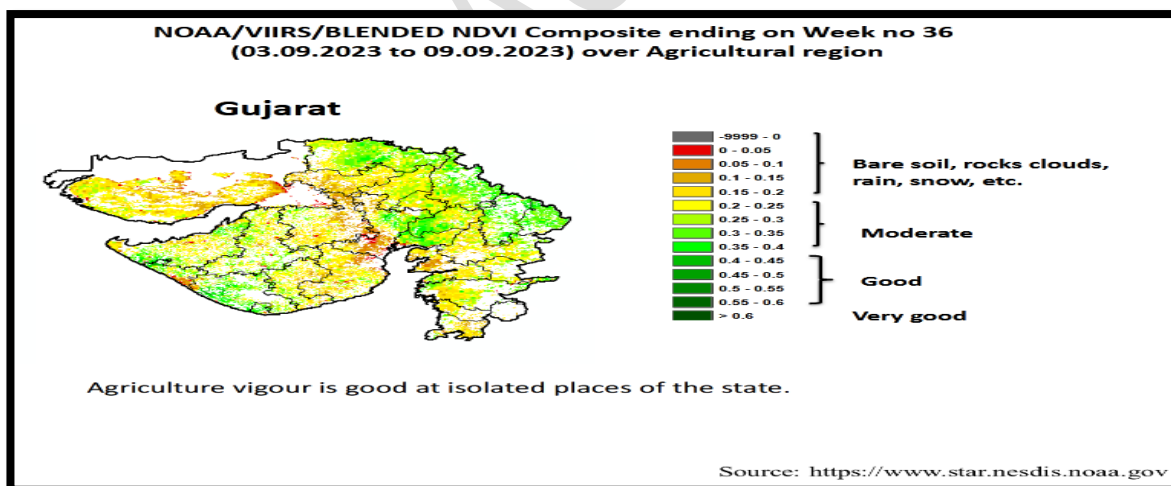 NOAA/VIIRS/BLENDED NDVI Composite ending on Week no 36
(03.09.2023 to 09.09.2023) over Agricultural region
Gujarat
-9999 - 0
0 - 0.05
0.05 - 0.1
0.1 - 0.15
0.15 - 0.2
0.2 - 0.25
0.25 - 0.3
0.3 - 0.35
0.35 - 0.4
0.4 - 0.45
0.45 - 0.5
0.5 - 0.55
0.55 - 0.6
> 0.6
Bare soil, rocks clouds,
rain, snow, etc.
Moderate
Good
Very good
Agriculture vigour is good at isolated places of the state.
Source: https://www.star.nesdis.noaa.gov